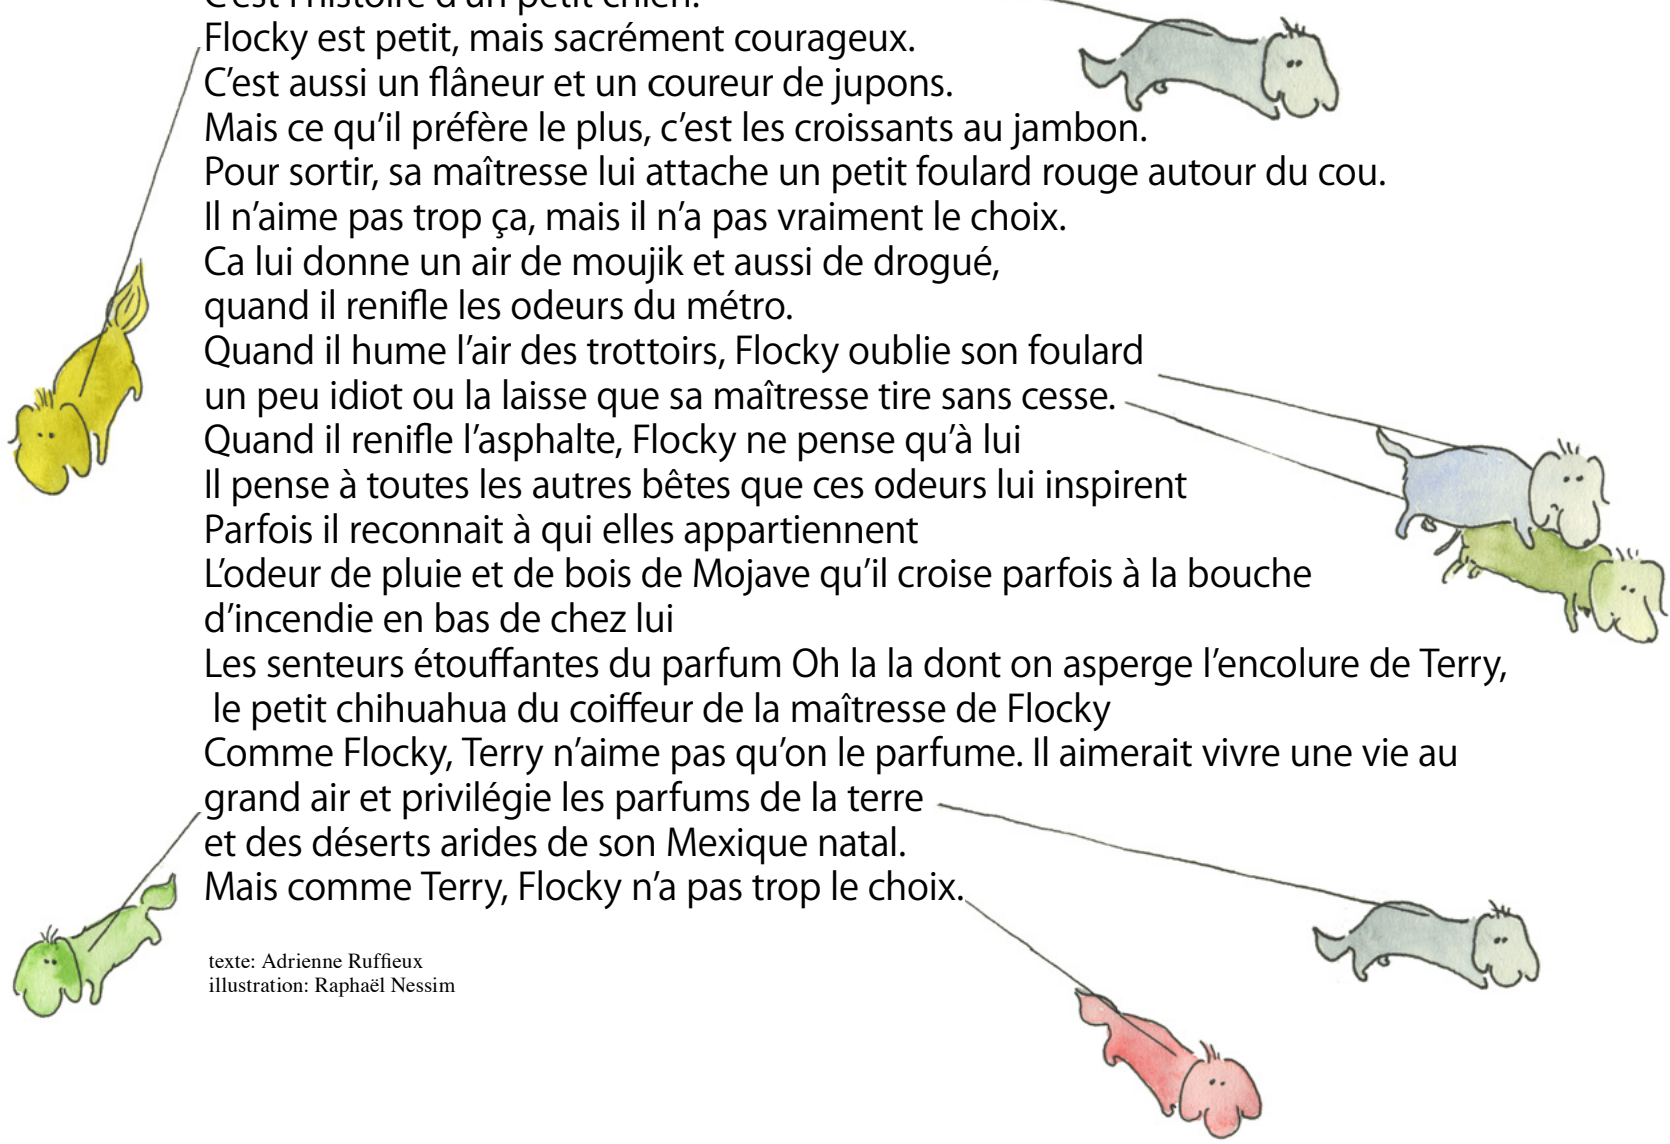 C'est l'histoire d'un petit chien.
Flocky est petit, mais sacrément courageux.
C'est aussi un flâneur et un coureur de jupons.
Mais ce qu'il préfère le plus, c'est les croissants au jambon.
Pour sortir, sa maîtresse lui attache un petit foulard rouge autour du cou.
Il n'aime pas trop ça, mais il n'a pas vraiment le choix.
Ca lui donne un air de moujik et aussi de drogué,
quand il renifle les odeurs du métro.
Quand il hume l'air des trottoirs, Flocky oublie son foulard
un peu idiot ou la laisse que sa maîtresse tire sans cesse.
Quand il renifle l'asphalte, Flocky ne pense qu'à lui
Il pense à toutes les autres bêtes que ces odeurs lui inspirent
Parfois il reconnait à qui elles appartiennent
L'odeur de pluie et de bois de Mojave qu'il croise parfois à la bouche
d'incendie en bas de chez lui
Les senteurs étouffantes du parfum Oh la la dont on asperge l'encolure de Terry,
le petit chihuahua du coiffeur de la maîtresse de Flocky
Comme Flocky, Terry n'aime pas qu'on le parfume. Il aimerait vivre une vie au
grand air et privilégie les parfums de la terre
et des déserts arides de son Mexique natal.
Mais comme Terry, Flocky n'a pas trop le choix.
texte: Adrienne Ruffieux
illustration: Raphaël Nessim